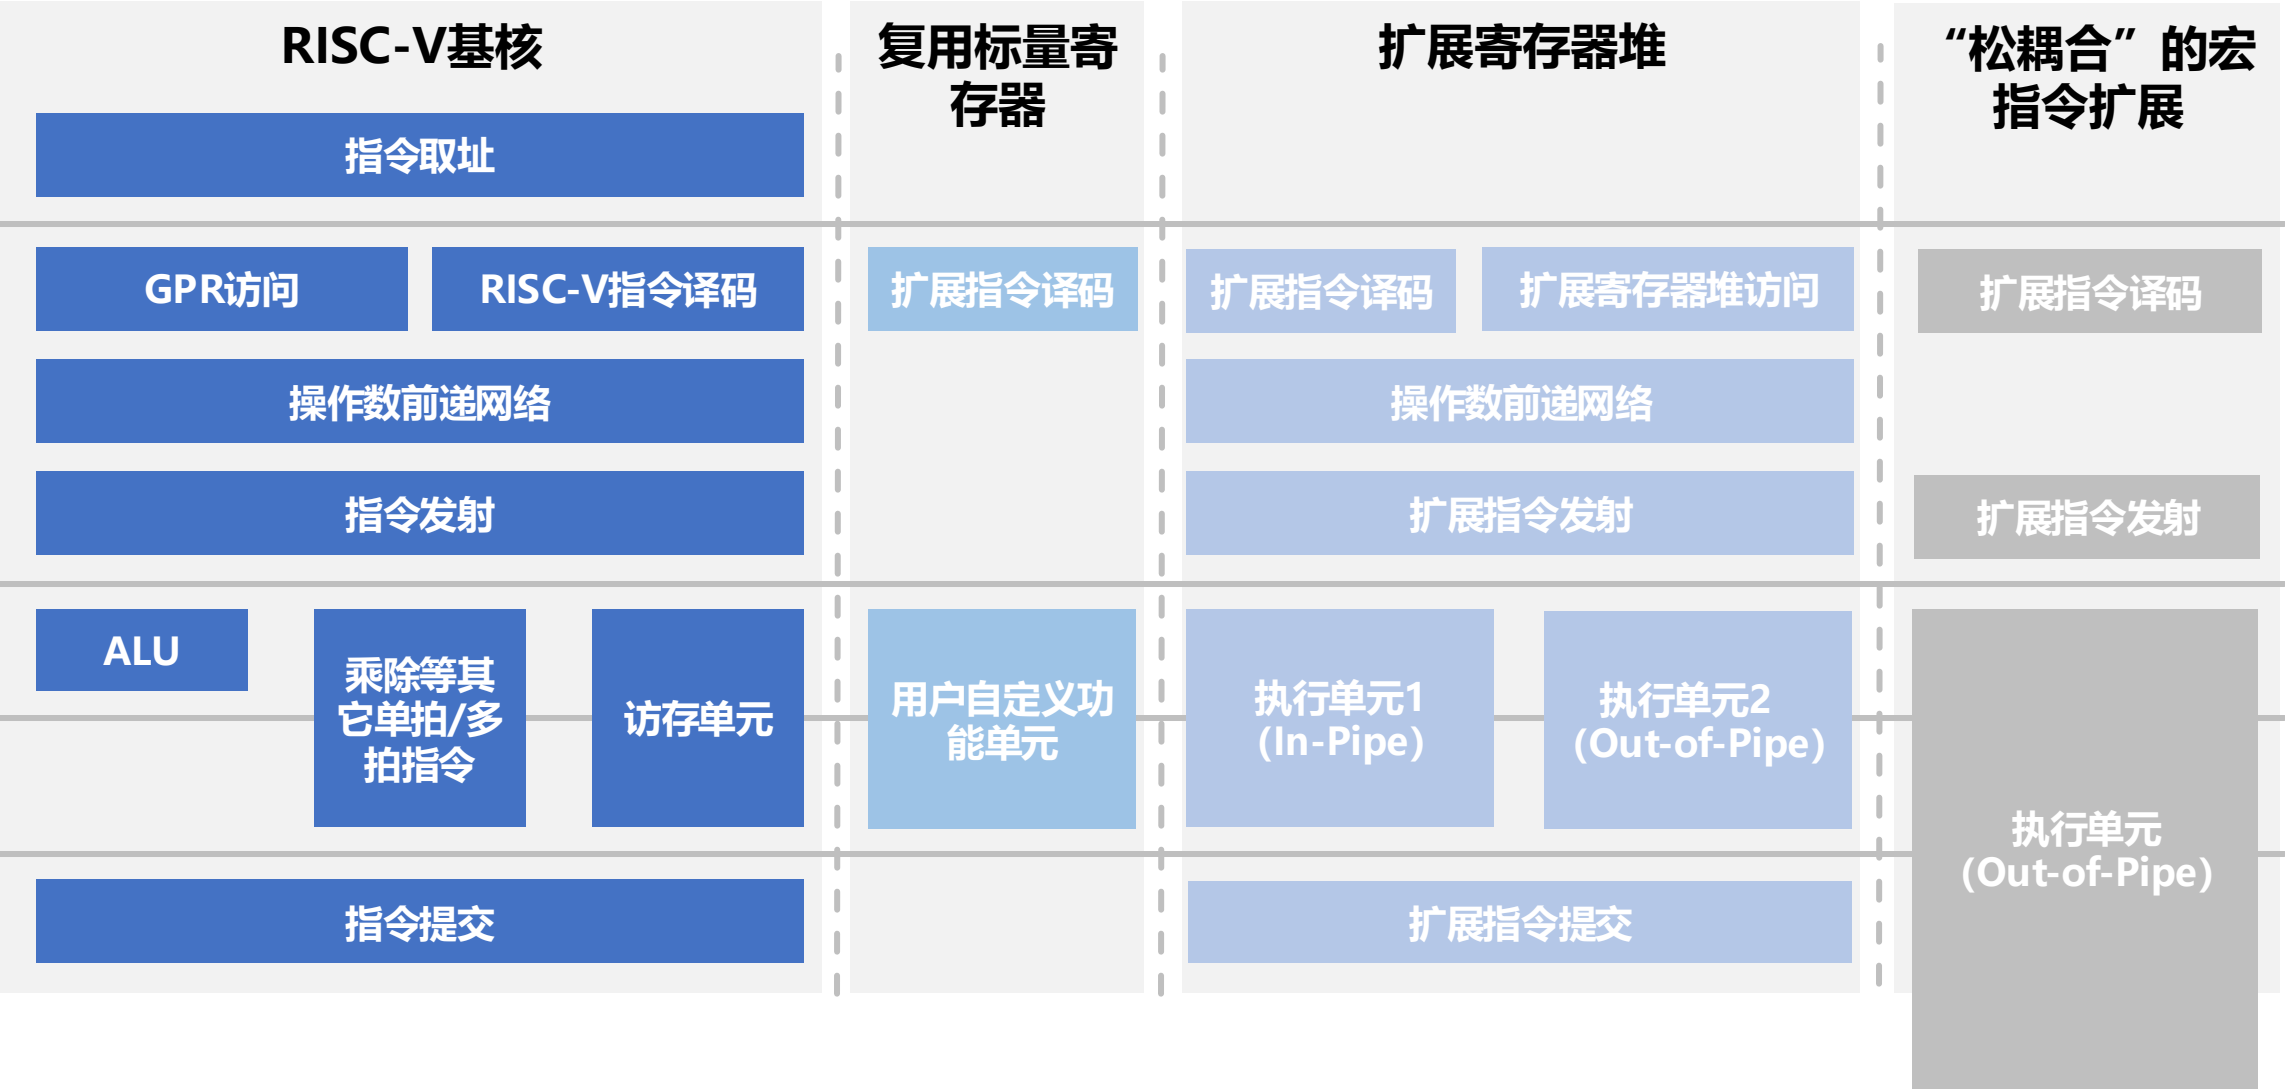 RISC-V基核
复用标量寄
存器
扩展寄存器堆
“松耦合”的宏
指令扩展
指令取址
GPR访问
RISC-V指令译码
扩展指令译码
扩展指令译码
扩展寄存器堆访问
扩展指令译码
操作数前递网络
操作数前递网络
指令发射
扩展指令发射
扩展指令发射
ALU
乘除等其
它单拍/多
拍指令
访存单元
用户自定义功
能单元
执行单元1
（In-Pipe）
执行单元2
（Out-of-Pipe）
执行单元
（Out-of-Pipe）
指令提交
扩展指令提交